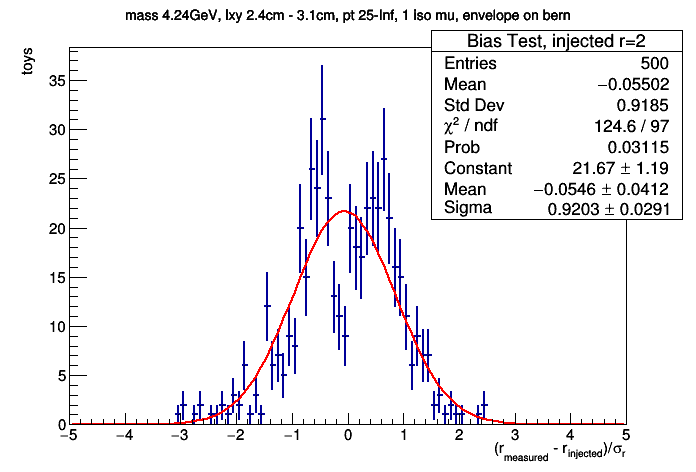 mass 4.24GeV, lxy 2.4cm - 3.1cm, pt 25-Inf, 1 Iso mu, envelope on bern
Bias Test, injected r=2
Entries 500
Mean −0.05502
Std Dev 0.9185
χ² / ndf 124.6 / 97
Prob 0.03115
Constant 21.67 ± 1.19
Mean −0.0546 ± 0.0412
Sigma 0.9203 ± 0.0291
toys
35
30
25
20
15
10
5
0
−5 −4 −3 −2 −1 0 1 2 3 4 5
(r_measured - r_injected)/σ_r